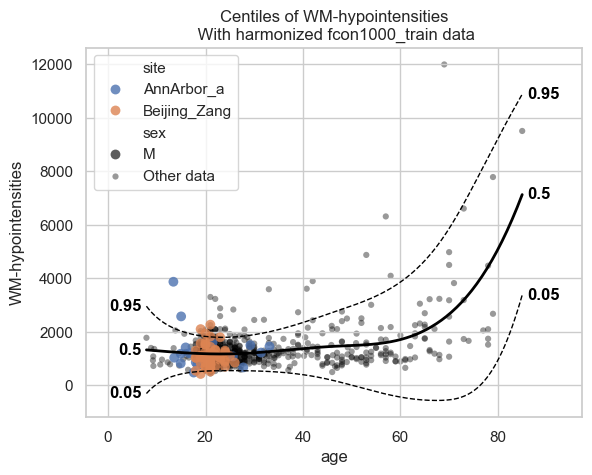 Centiles of WM-hypointensities
With harmonized fcon1000_train data
WM-hypointensities
12000
10000
8000
6000
4000
2000
0
site
AnnArbor_a
Beijing_Zang
sex
M
Other data
0.95
0.5
0.05
0.95
0.5
0.05
0
20
40
60
80
age